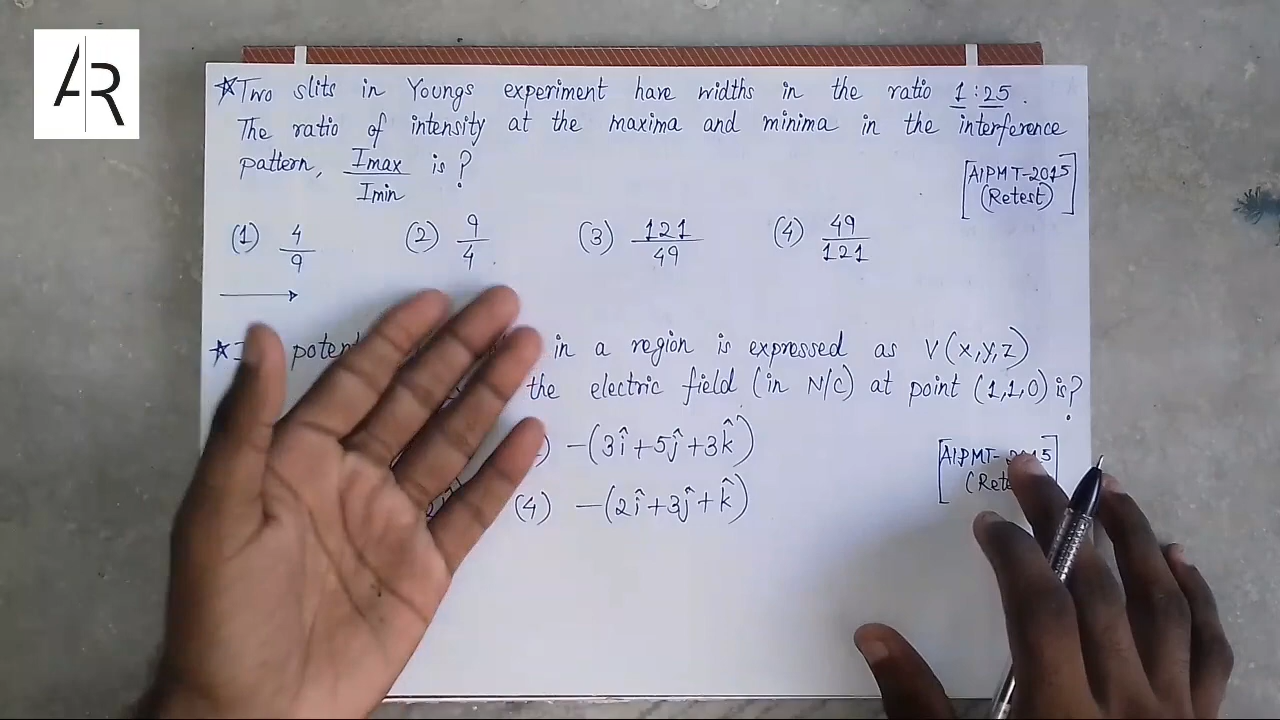 AR
*Two slits in Youngs experiment have widths in the ratio 1:25.
The ratio of intensity at the maxima and minima in the interference
pattern, Imax/Imin is ?
[AIPMT-2015
(Retest)]
(1) 4/9 (2) 9/4 (3) 121/49 (4) 49/121
* in a region is expressed as V(x,y,z)
the electric field (in N/C) at point (1,1,0) is?
-(3î+5ĵ+3k̂)
[AIPMT-
(4) -(2î+3ĵ+k̂)